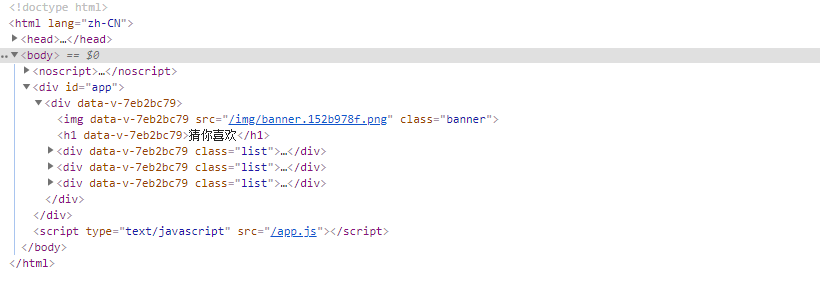 <!doctype html>
<html lang="zh-CN">
<head>…</head>
<body> == $0
<noscript>…</noscript>
<div id="app">
<div data-v-7eb2bc79>
<img data-v-7eb2bc79 src="/img/banner.152b978f.png" class="banner">
<h1 data-v-7eb2bc79>猜你喜欢</h1>
<div data-v-7eb2bc79 class="list">…</div>
<div data-v-7eb2bc79 class="list">…</div>
<div data-v-7eb2bc79 class="list">…</div>
</div>
</div>
<script type="text/javascript" src="/app.js"></script>
</body>
</html>